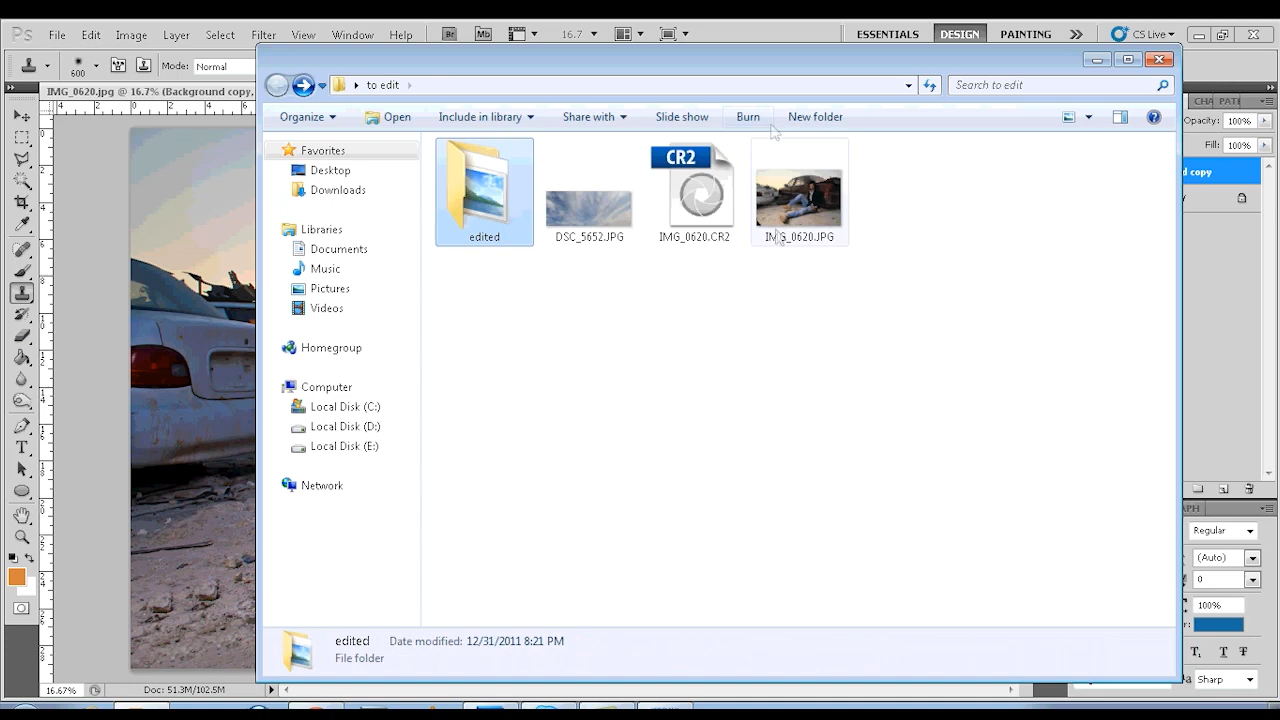 Ps File Edit Image Layer Select Filter View Window Help Br Mb 16.7 ESSENTIALS DESIGN PAINTING CS Live
600 Mode: Normal
to edit Search to edit
IMG_0620.jpg @ 16.7% (Background copy, CHA PATI
Organize Open Include in library Share with Slide show Burn New folder Opacity: 100%
Fill: 100%
Favorites
Desktop
Downloads
CR2
d copy
edited DSC_5652.JPG IMG_0620.CR2 IMG_0620.JPG
Libraries
Documents
Music
Pictures
Videos
Homegroup
Computer
Local Disk (C:)
Local Disk (D:)
Local Disk (E:)
Network
Regular
(Auto)
0
100%
edited Date modified: 12/31/2011 8:21 PM
File folder
Sharp
16.67% Doc: 51.3M/102.5M